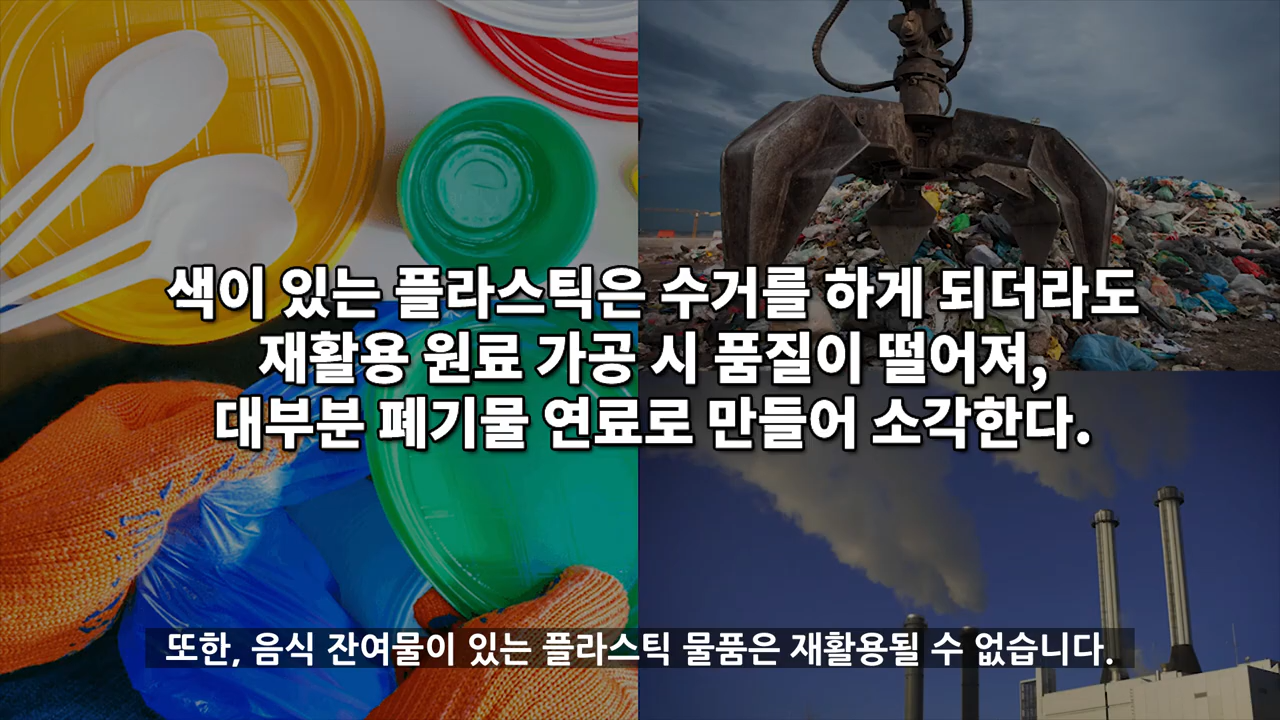 색이 있는 플라스틱은 수거를 하게 되더라도
재활용 원료 가공 시 품질이 떨어져,
대부분 폐기물 연료로 만들어 소각한다.
또한, 음식 잔여물이 있는 플라스틱 물품은 재활용될 수 없습니다.